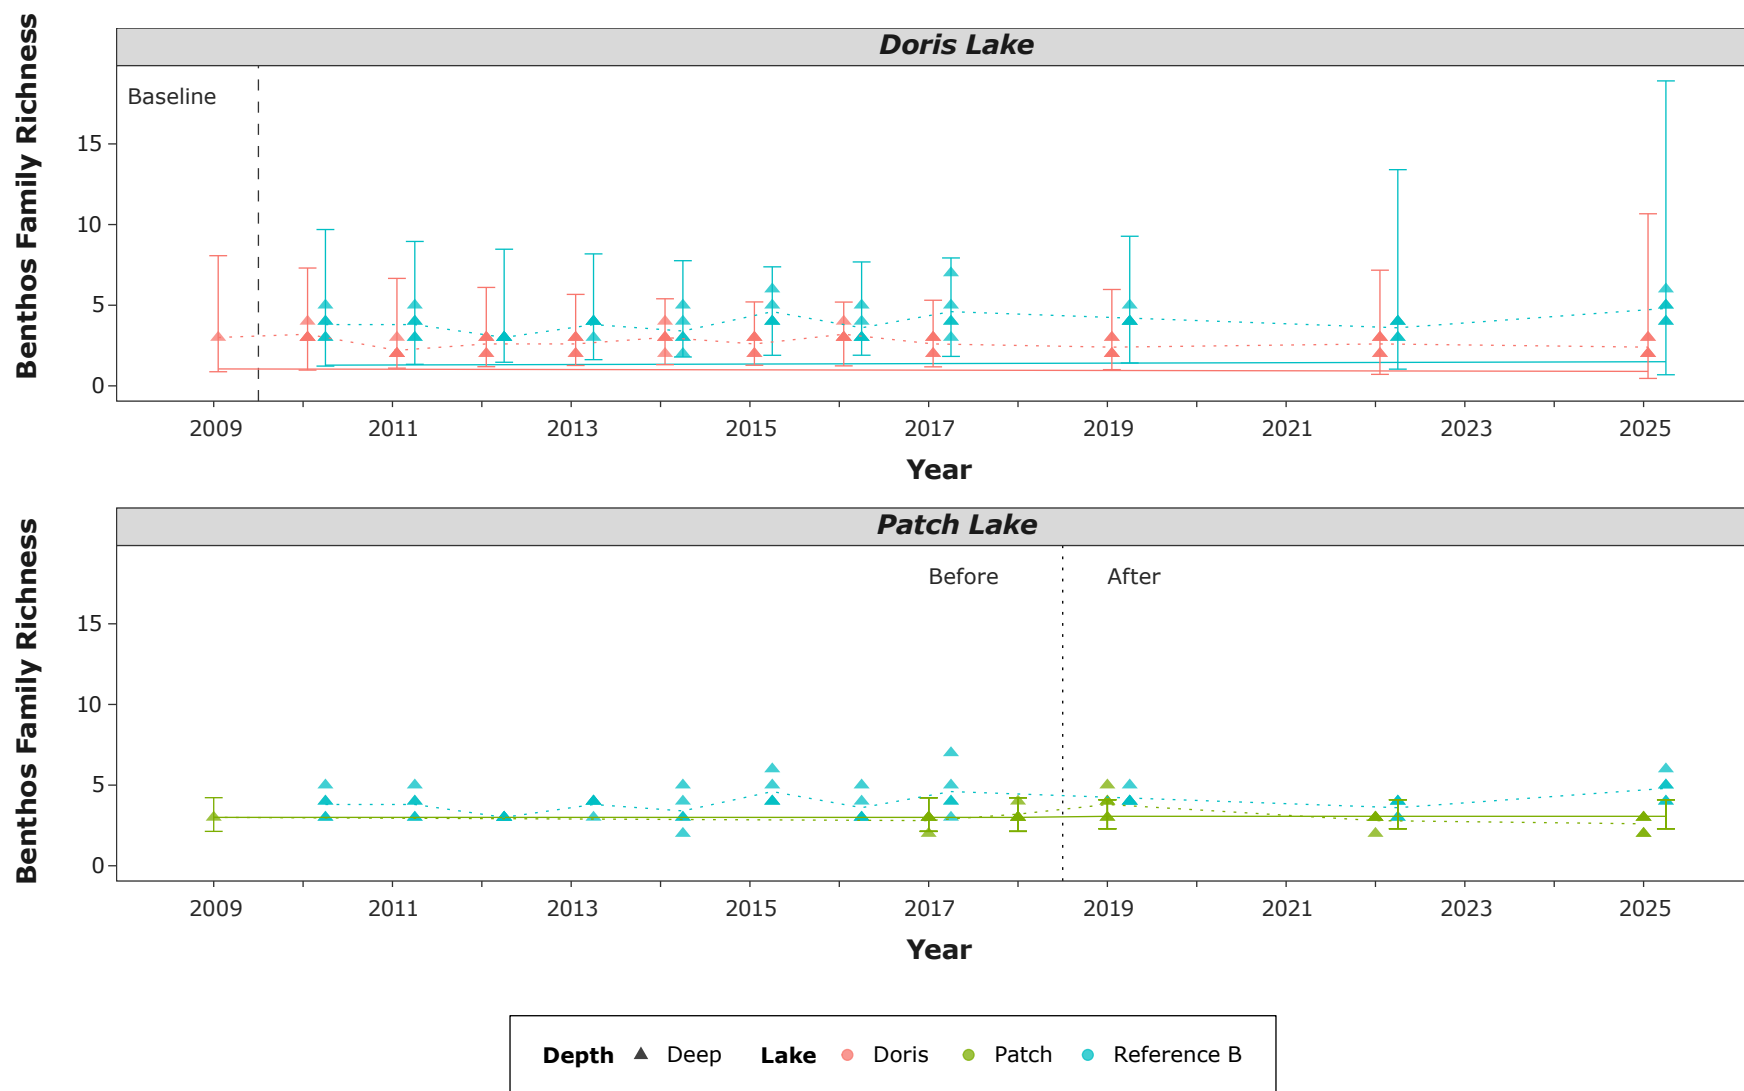 Doris Lake
Benthos Family Richness
Baseline
15
10
5
0
2009 2011 2013 2015 2017 2019 2021 2023 2025
Year
Patch Lake
Benthos Family Richness
Before After
15
10
5
0
2009 2011 2013 2015 2017 2019 2021 2023 2025
Year
Depth Deep Lake Doris Patch Reference B